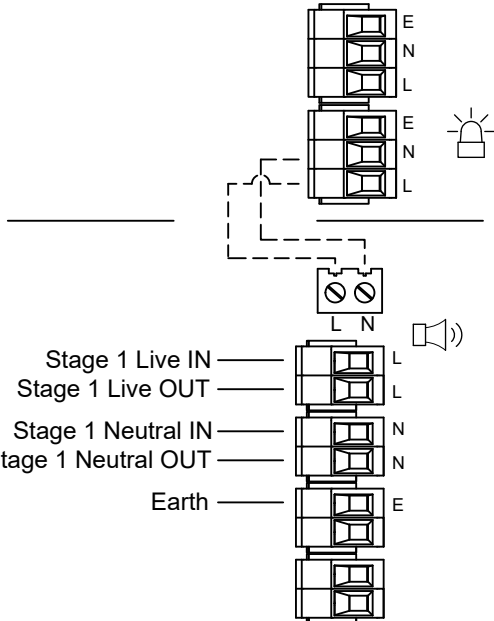 E
N
L
E
N
L
L N
Stage 1 Live IN L
Stage 1 Live OUT L
Stage 1 Neutral IN N
tage 1 Neutral OUT N
Earth E